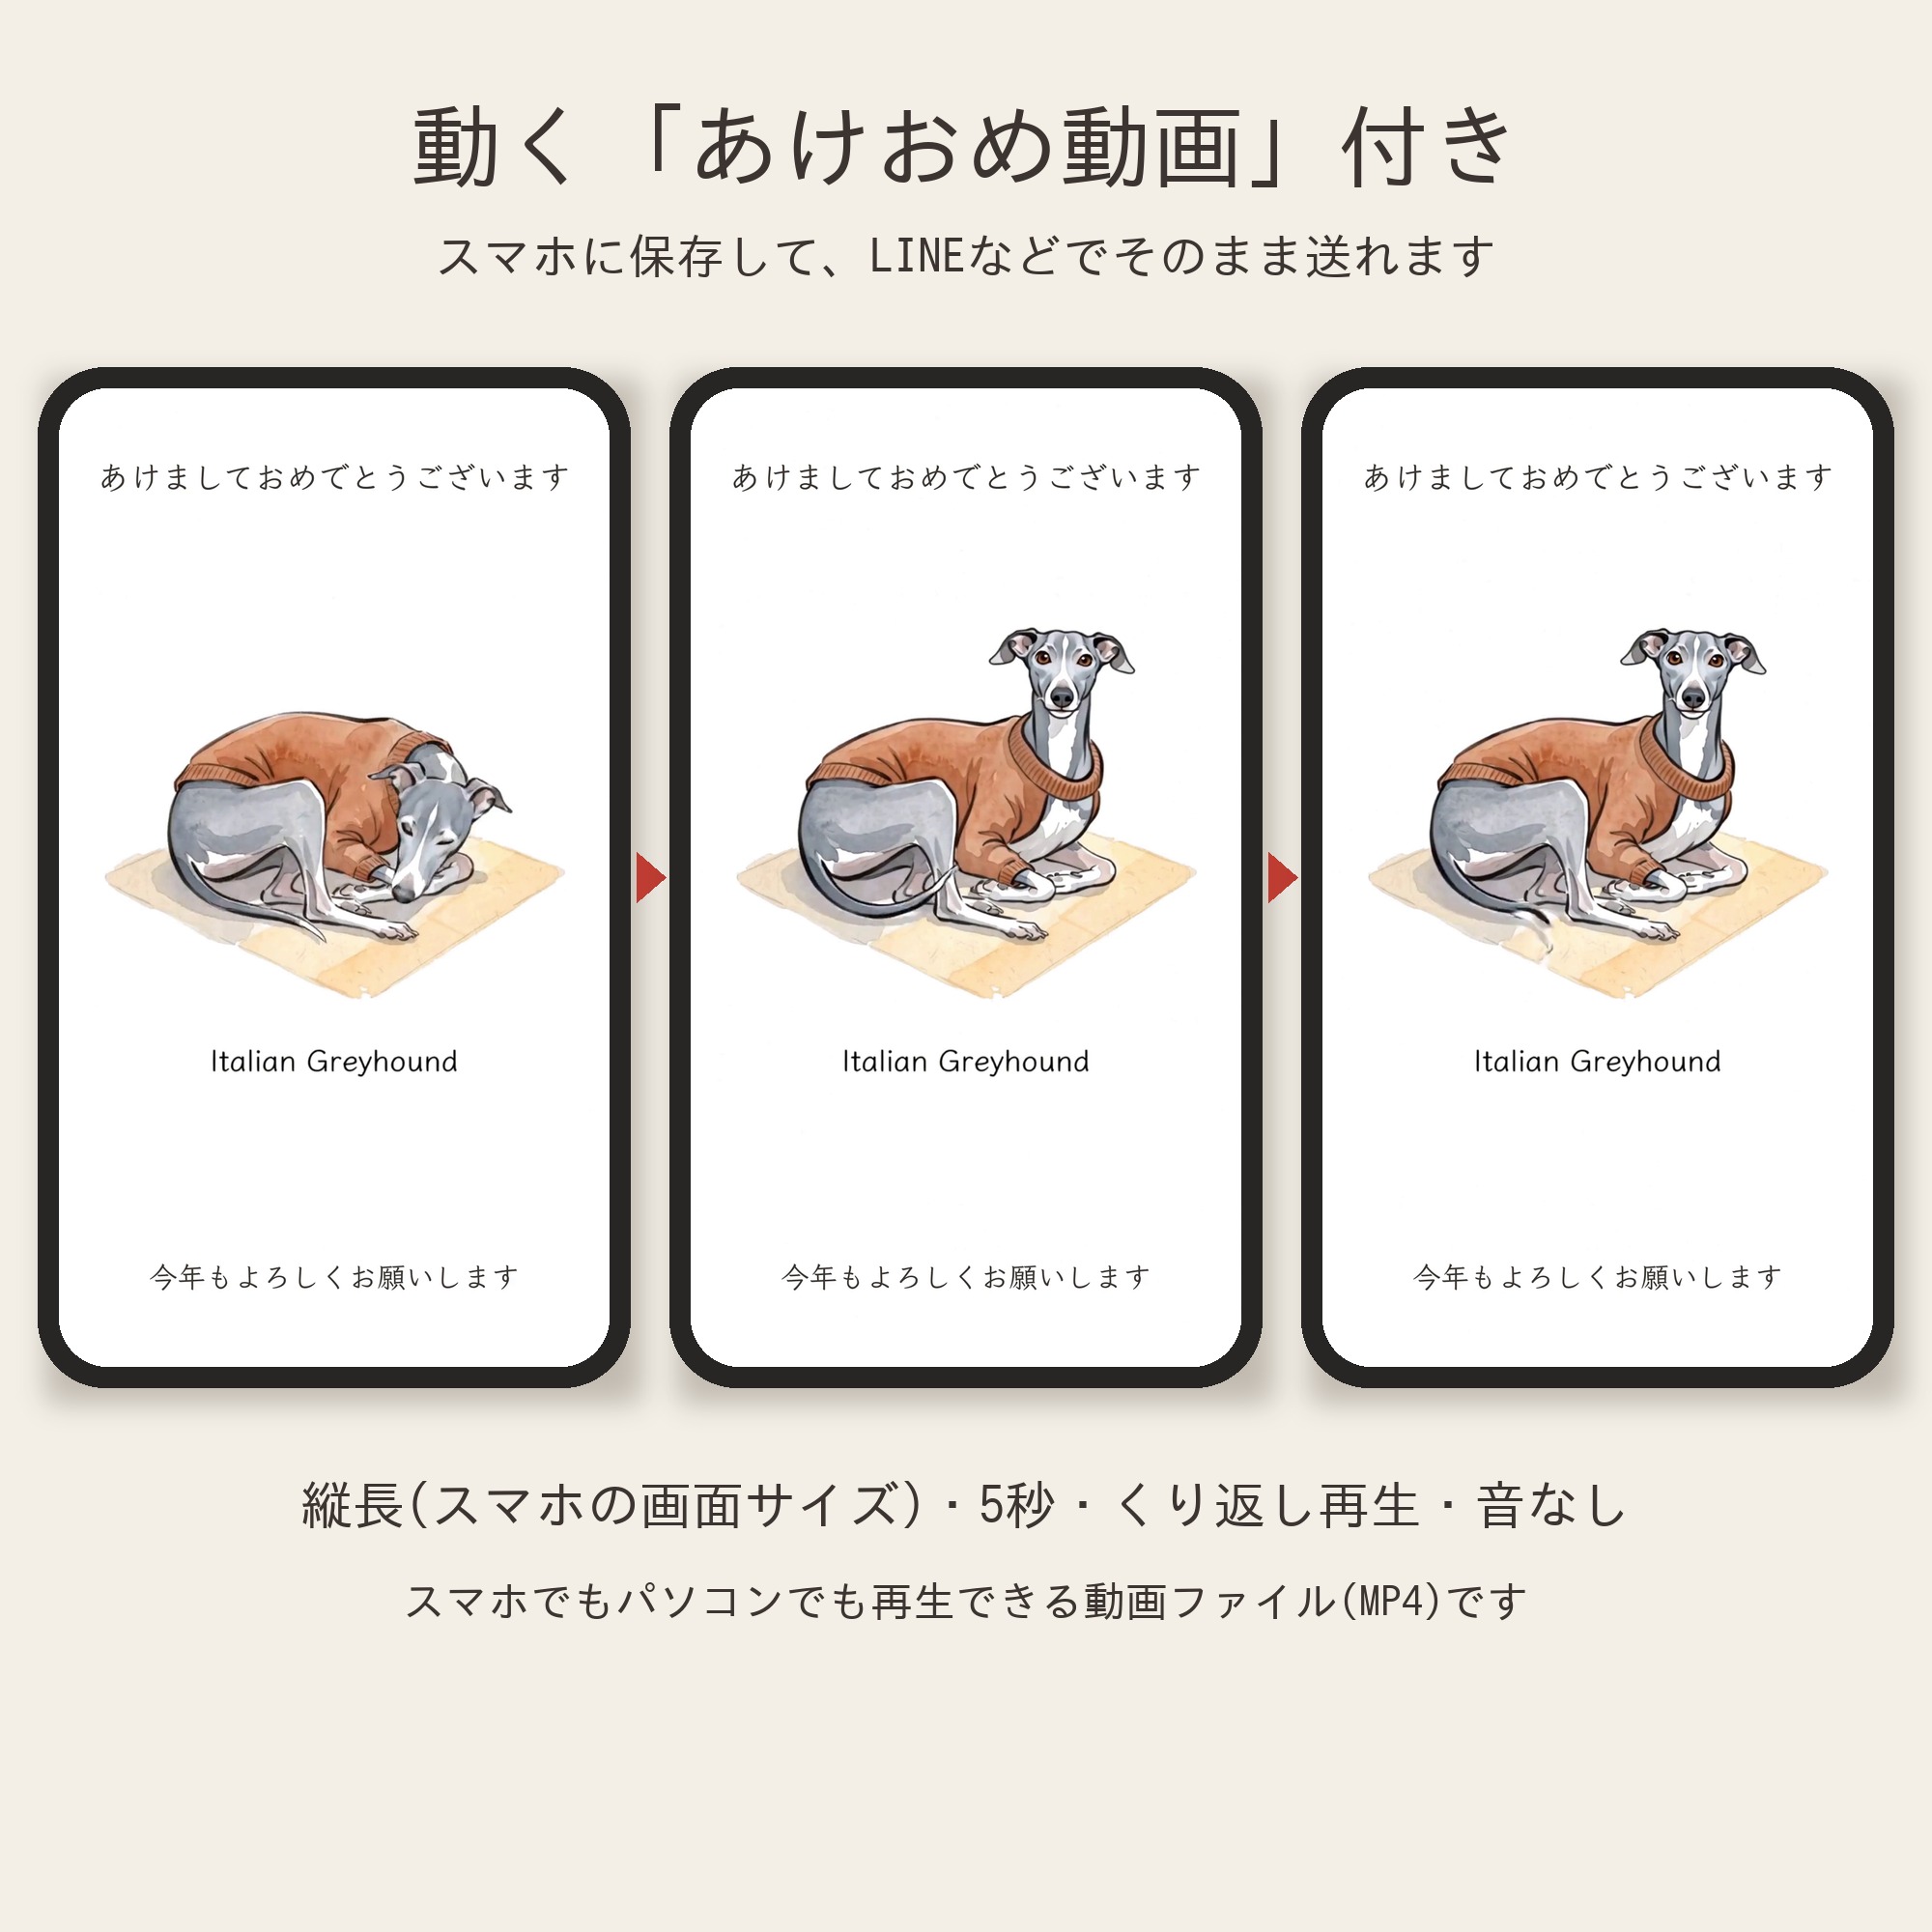 動く「あけおめ動画」付き
スマホに保存して、LINEなどでそのまま送れます
あけましておめでとうございます
Italian Greyhound
今年もよろしくお願いします
あけましておめでとうございます
Italian Greyhound
今年もよろしくお願いします
あけましておめでとうございます
Italian Greyhound
今年もよろしくお願いします
縦長(スマホの画面サイズ)・5秒・くり返し再生・音なし
スマホでもパソコンでも再生できる動画ファイル(MP4)です